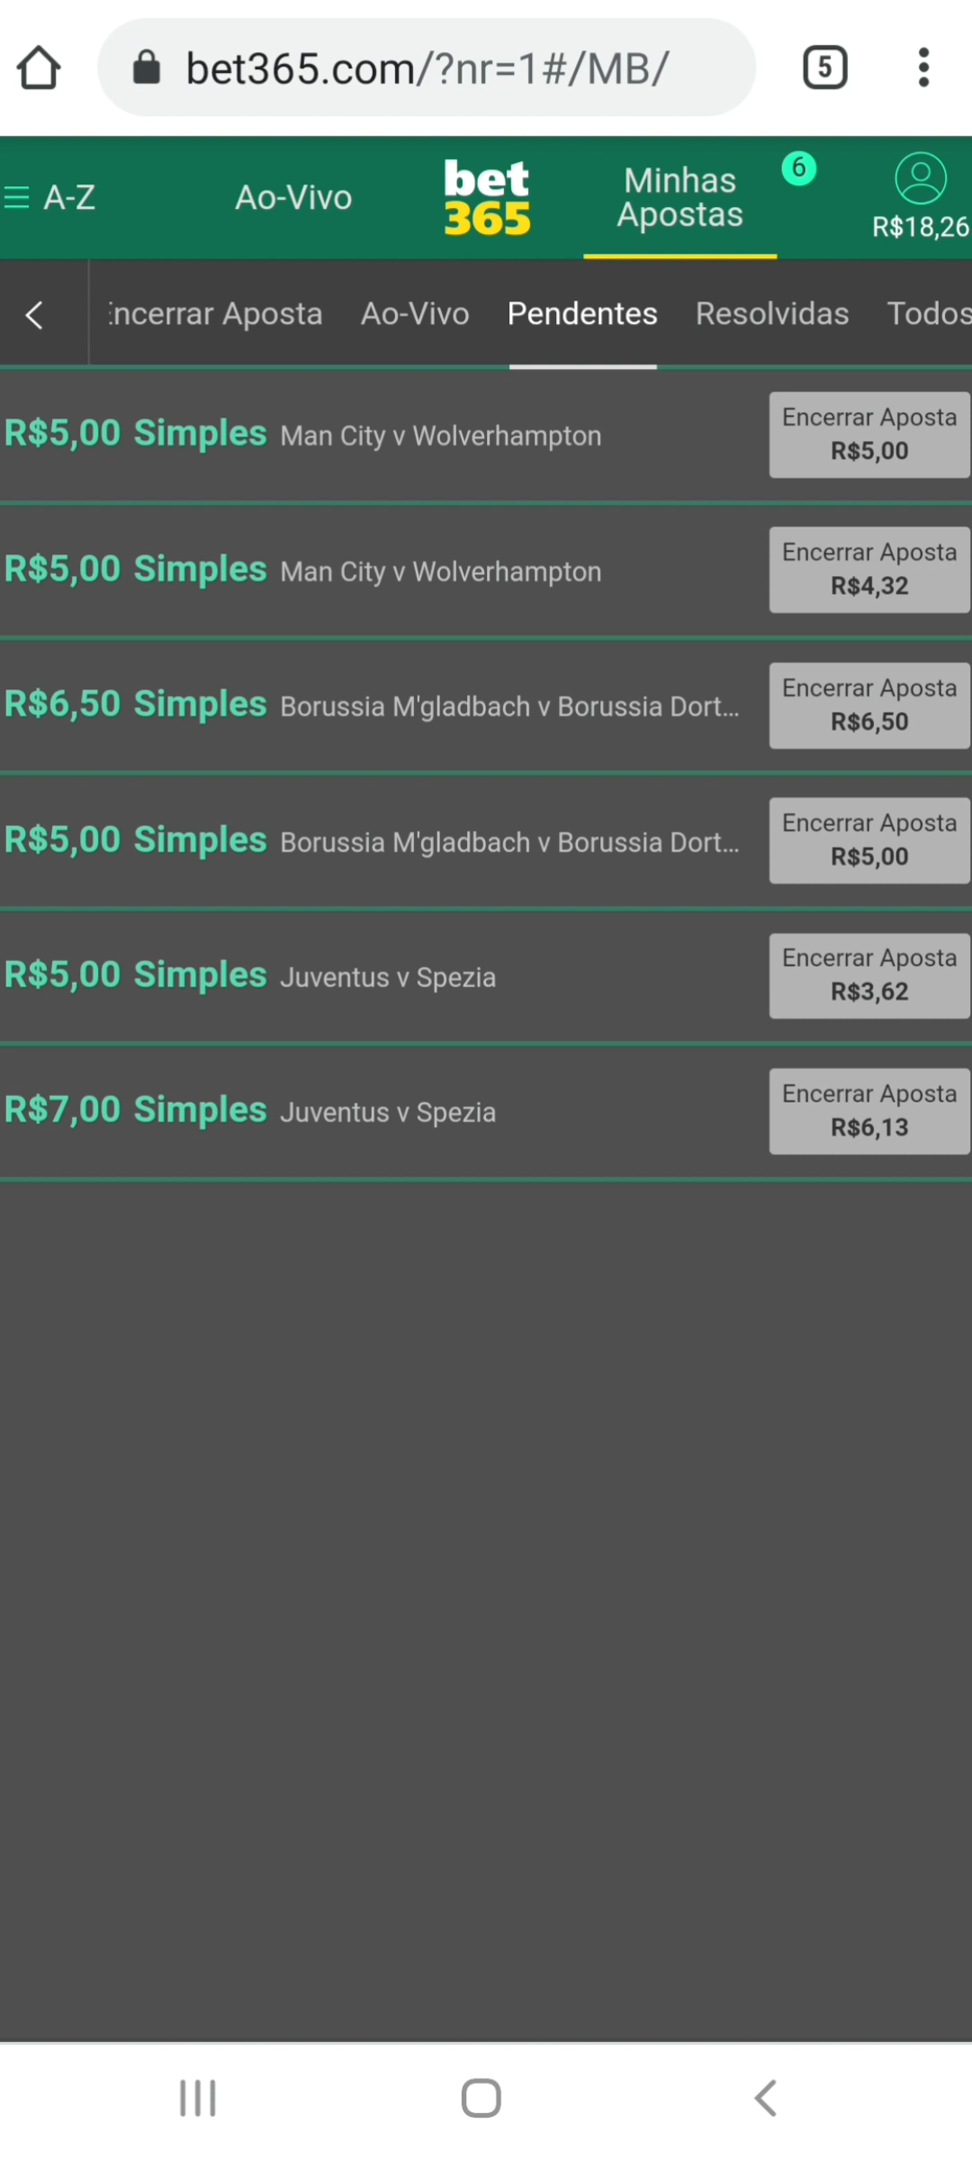 bet365.com/?nr=1#/MB/
5
A-Z
Ao-Vivo
bet
365
Minhas
Apostas
6
R$18,26
ncerrar Aposta
Ao-Vivo
Pendentes
Resolvidas
Todos
R$5,00 Simples Man City v Wolverhampton
Encerrar Aposta
R$5,00
R$5,00 Simples Man City v Wolverhampton
Encerrar Aposta
R$4,32
R$6,50 Simples Borussia M'gladbach v Borussia Dort...
Encerrar Aposta
R$6,50
R$5,00 Simples Borussia M'gladbach v Borussia Dort...
Encerrar Aposta
R$5,00
R$5,00 Simples Juventus v Spezia
Encerrar Aposta
R$3,62
R$7,00 Simples Juventus v Spezia
Encerrar Aposta
R$6,13